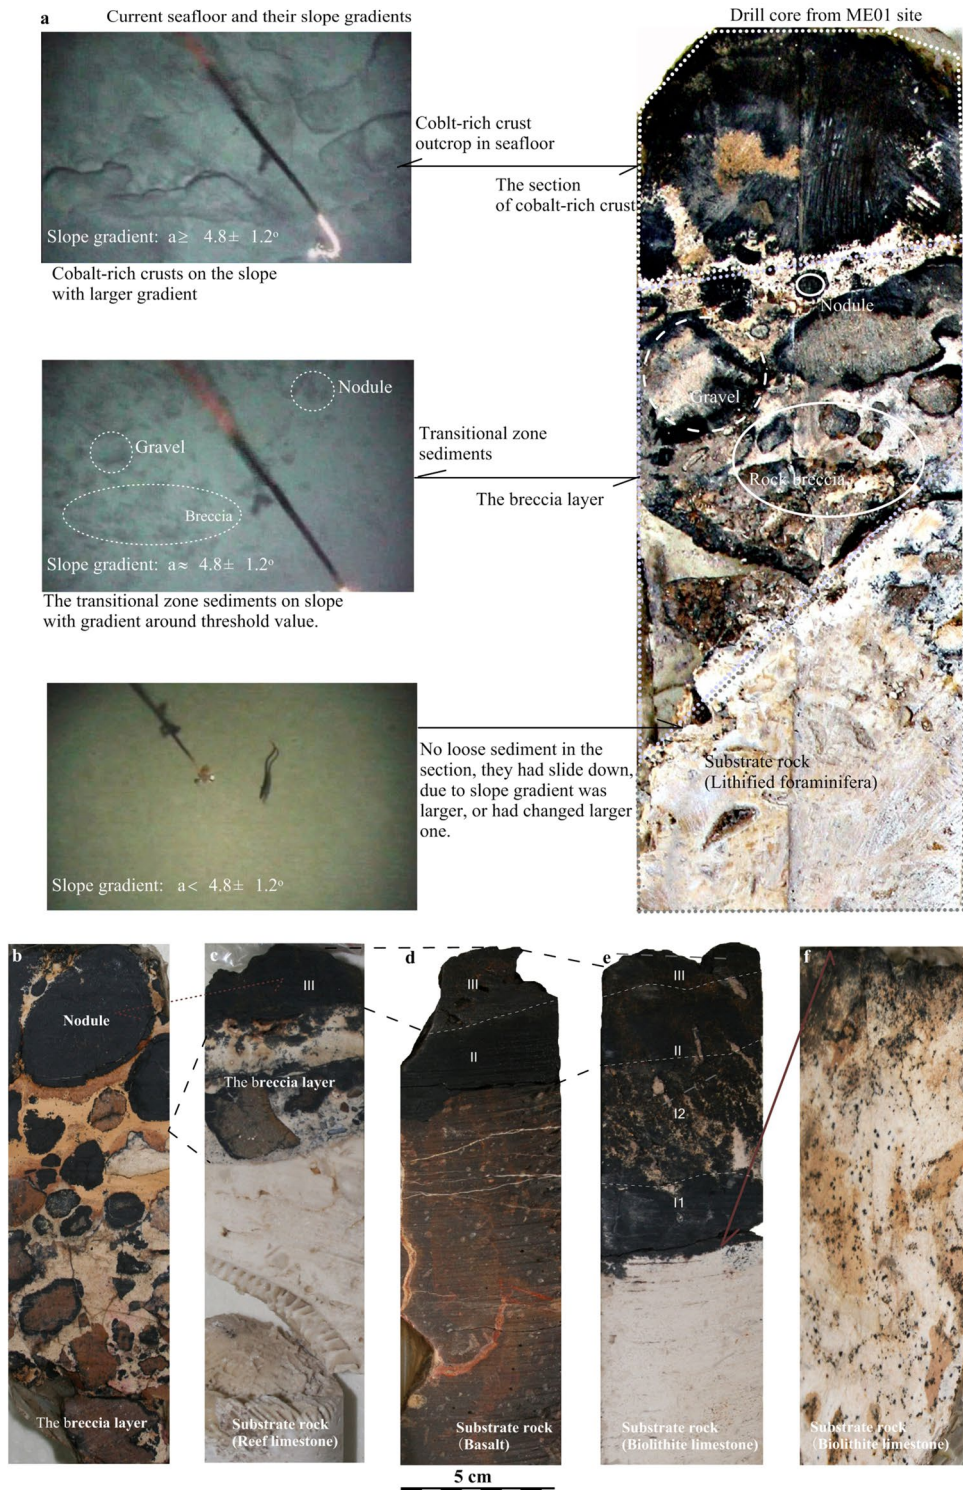 a
Current seafloor and their slope gradients
Drill core from ME01 site
Coblt-rich crust
outcrop in seafloor
The section
of cobalt-rich crust
Slope gradient: a≥ 4.8± 1.2º
Cobalt-rich crusts on the slope
with larger gradient
Nodule
Nodule
Gravel
Gravel
Transitional zone
sediments
The breccia layer
Rock breccia
Breccia
Slope gradient: a≈ 4.8± 1.2º
The transitional zone sediments on slope
with gradient around threshold value.
No loose sediment in the
section, they had slide down,
due to slope gradient was
larger, or had changed larger
one.
Substrate rock
(Lithified foraminifera)
Slope gradient: a< 4.8± 1.2º
b
Nodule
The breccia layer
c
III
The breccia layer
Substrate rock
(Reef limestone)
d
III
II
Substrate rock
(Basalt)
e
III
II
I2
I1
Substrate rock
(Biolithite limestone)
f
Substrate rock
(Biolithite limestone)
5 cm